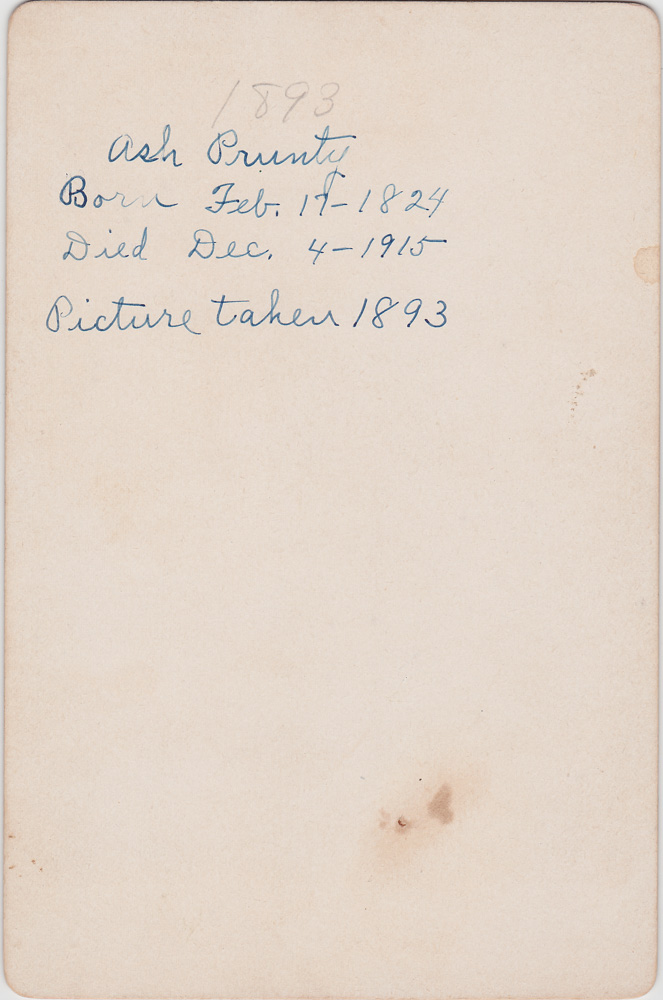 1893
Ash Prunty
Born Feb. 17-1824
Died Dec. 4-1915
Picture taken 1893